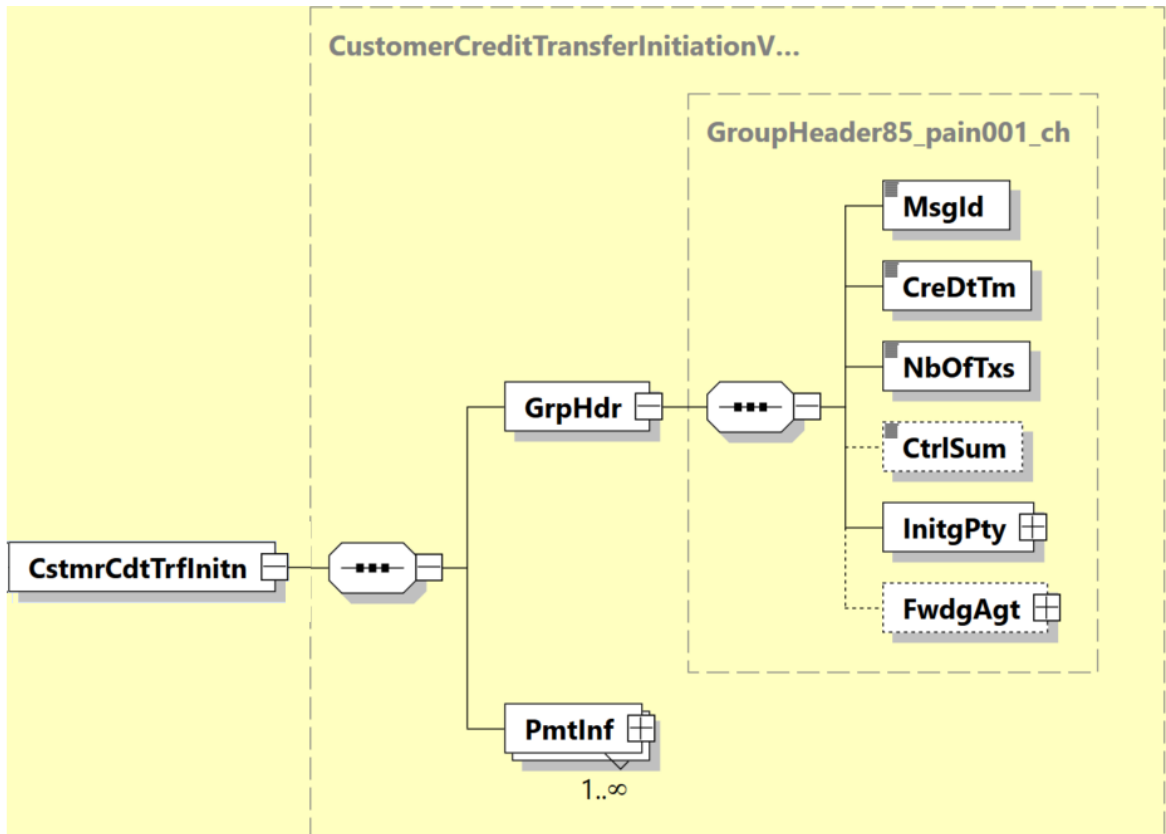 CustomerCreditTransferInitiationV...
GroupHeader85_pain001_ch
MsgId
CreDtTm
NbOfTxs
GrpHdr
CtrlSum
InitgPty
CstmrCdtTrfInitn
FwdgAgt
PmtInf
1..∞